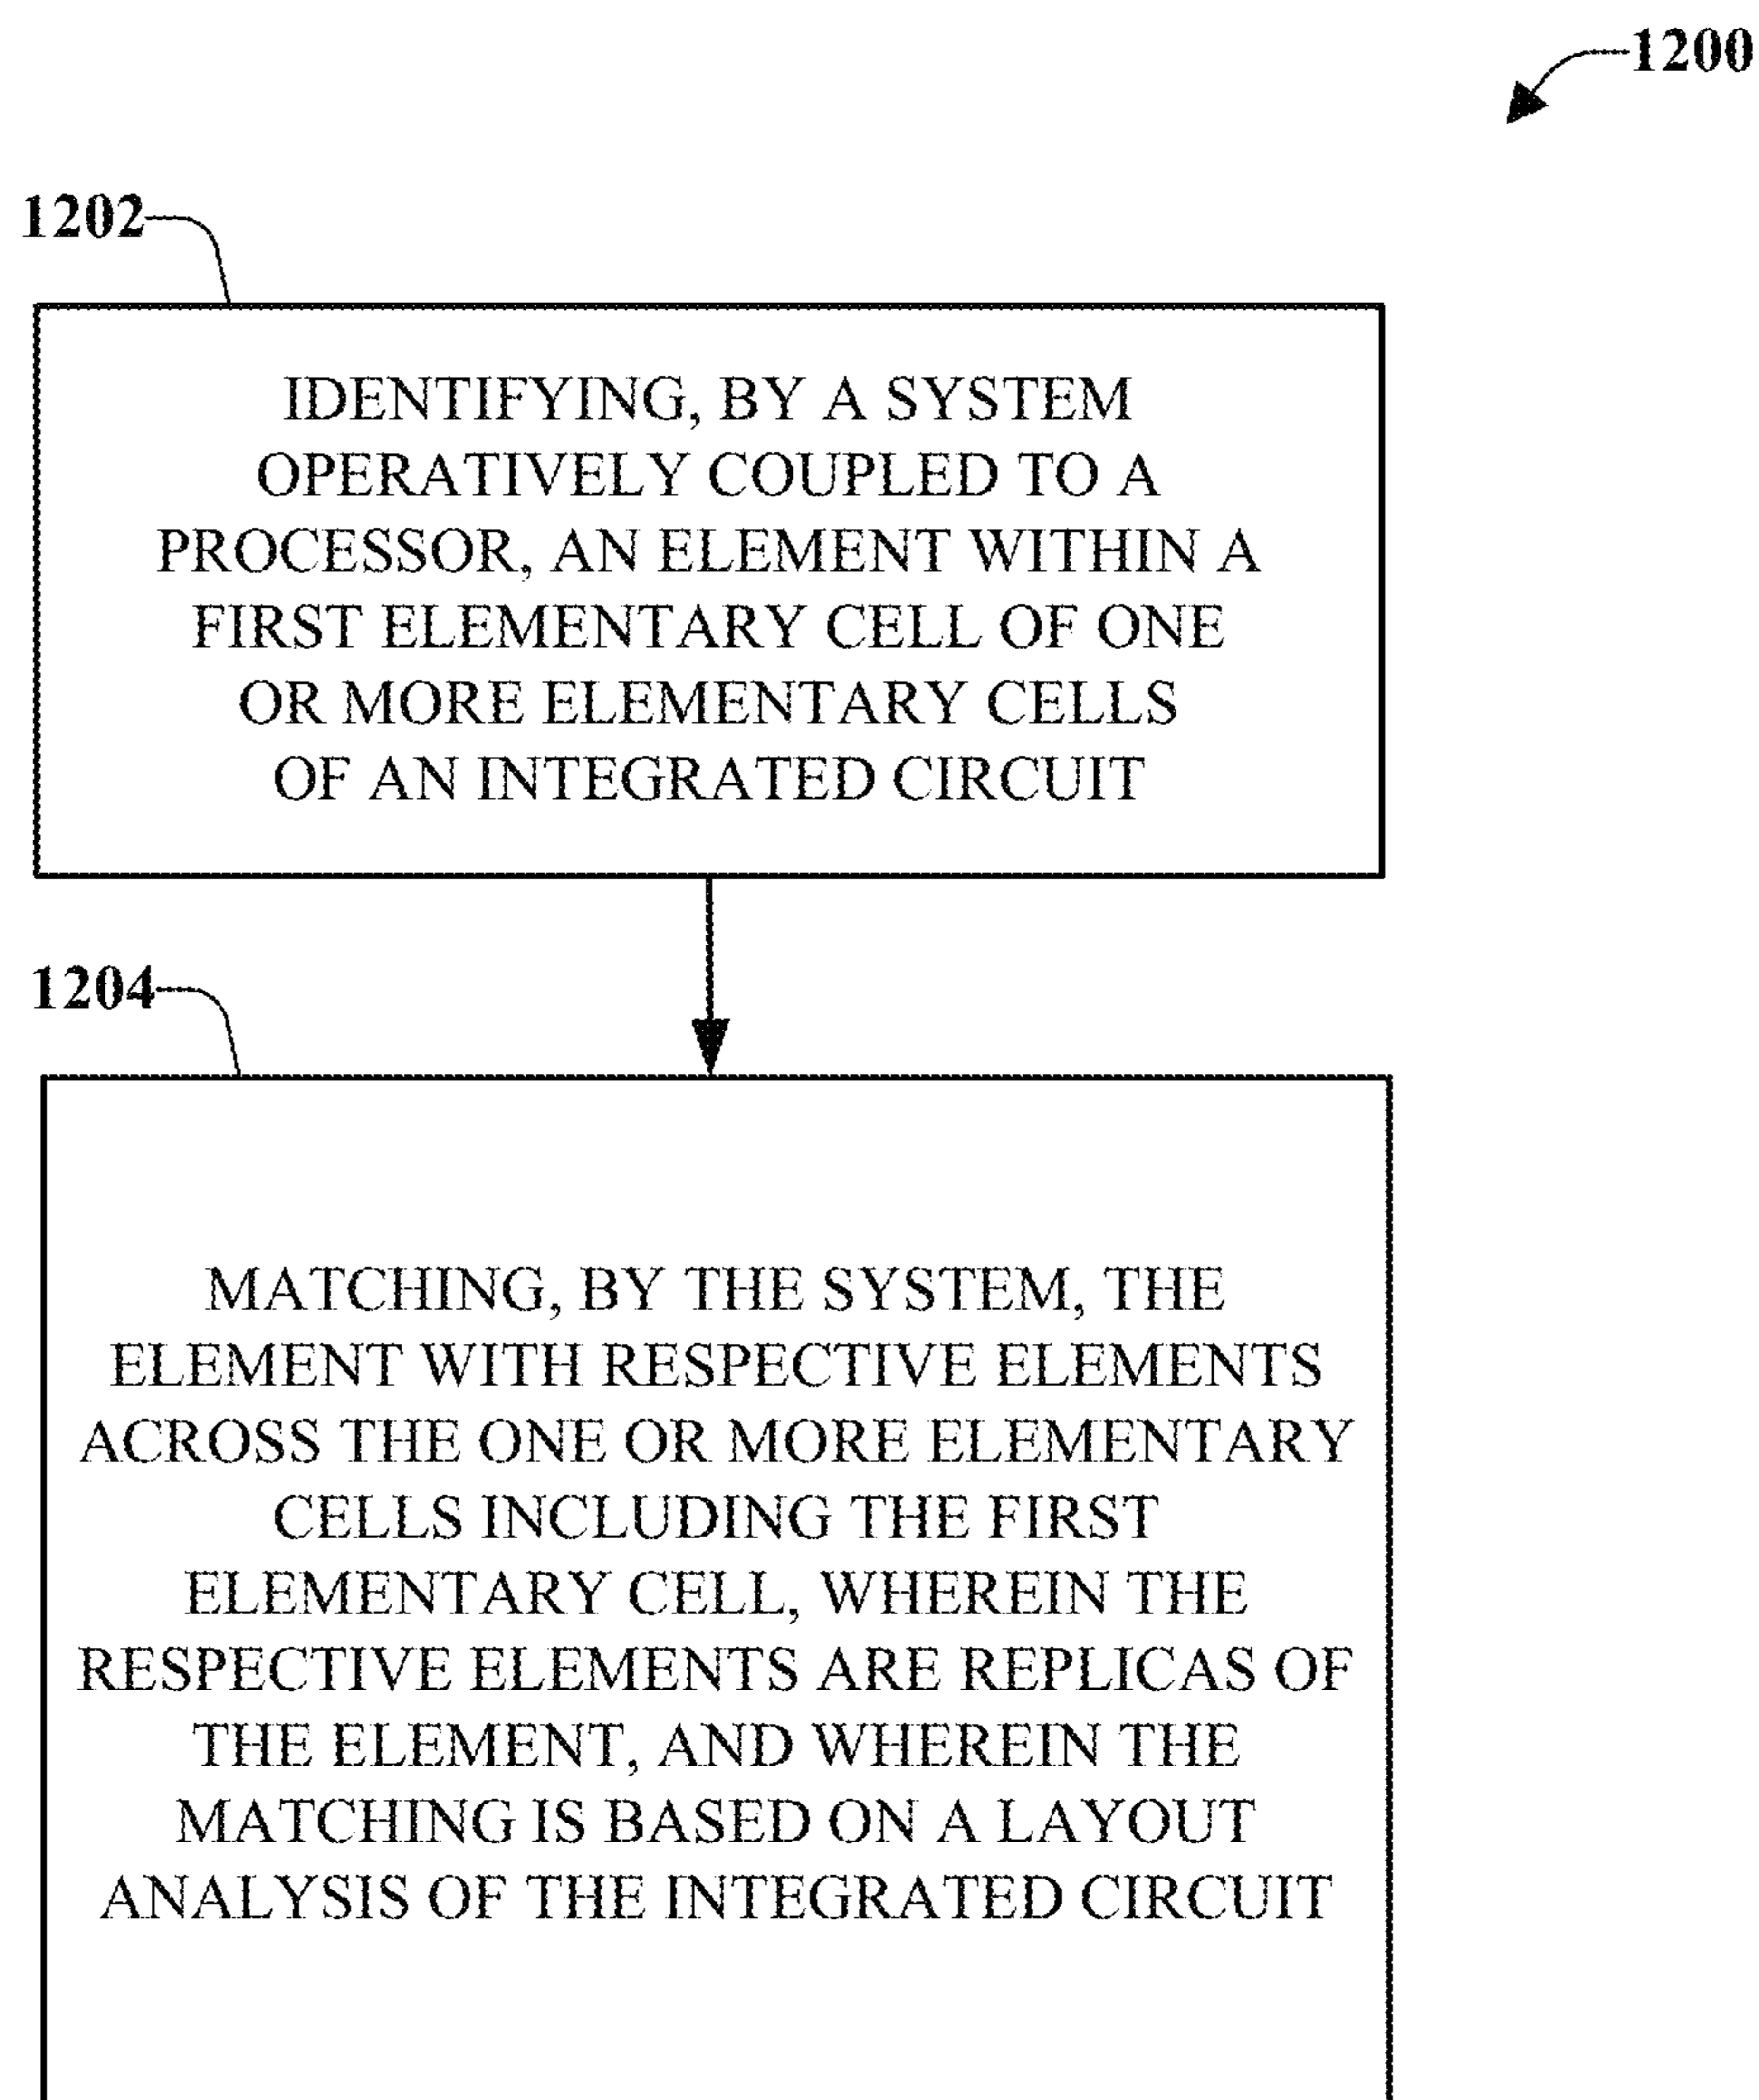 1200
1202
IDENTIFYING, BY A SYSTEM
OPERATIVELY COUPLED TO A
PROCESSOR, AN ELEMENT WITHIN A
FIRST ELEMENTARY CELL OF ONE
OR MORE ELEMENTARY CELLS
OF AN INTEGRATED CIRCUIT
1204
MATCHING, BY THE SYSTEM, THE
ELEMENT WITH RESPECTIVE ELEMENTS
ACROSS THE ONE OR MORE ELEMENTARY
CELLS INCLUDING THE FIRST
ELEMENTARY CELL, WHEREIN THE
RESPECTIVE ELEMENTS ARE REPLICAS OF
THE ELEMENT, AND WHEREIN THE
MATCHING IS BASED ON A LAYOUT
ANALYSIS OF THE INTEGRATED CIRCUIT